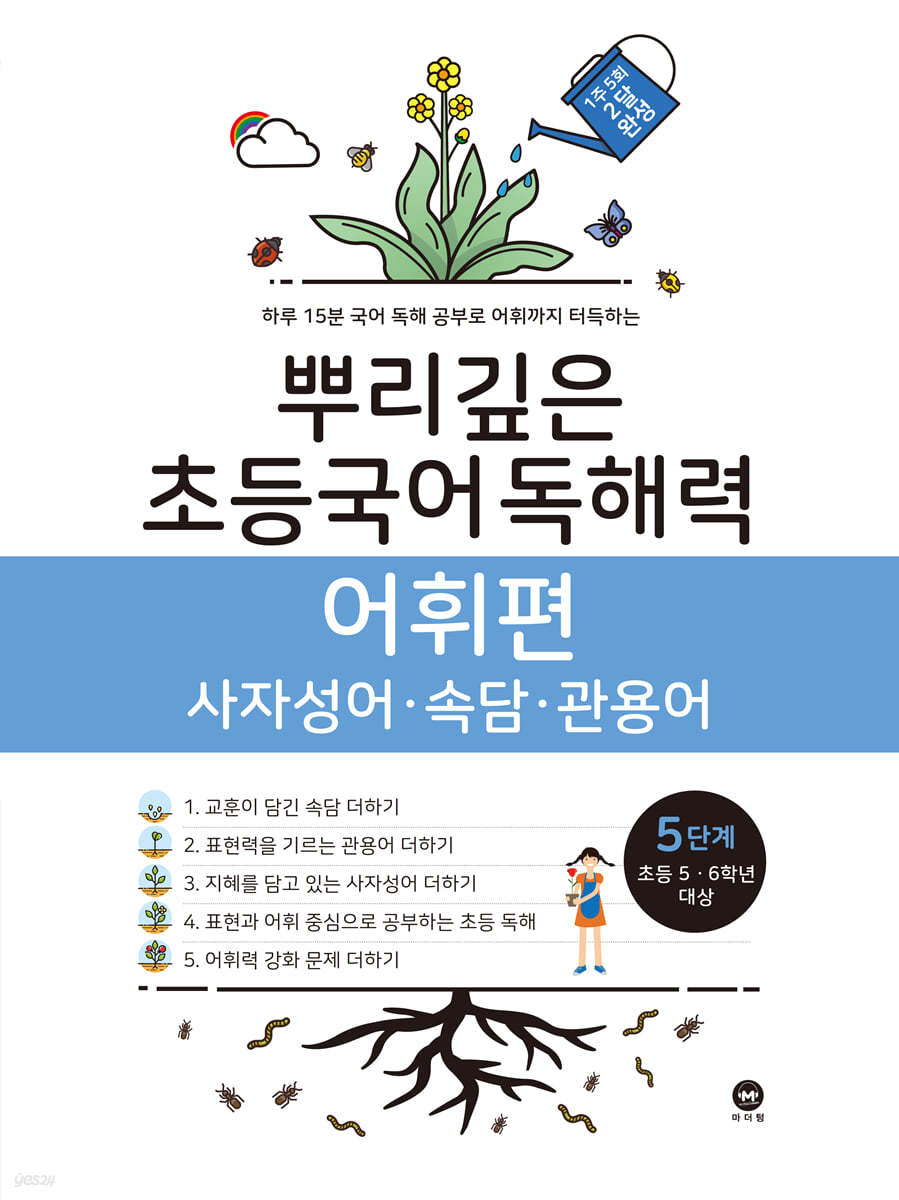 1주 5회
2달
완성
하루 15분 국어 독해 공부로 어휘까지 터득하는
뿌리깊은
초등국어독해력
어휘편
사자성어·속담·관용어
1. 교훈이 담긴 속담 더하기
2. 표현력을 기르는 관용어 더하기
3. 지혜를 담고 있는 사자성어 더하기
4. 표현과 어휘 중심으로 공부하는 초등 독해
5. 어휘력 강화 문제 더하기
5단계
초등 5·6학년
대상
M
마더텅
yes24